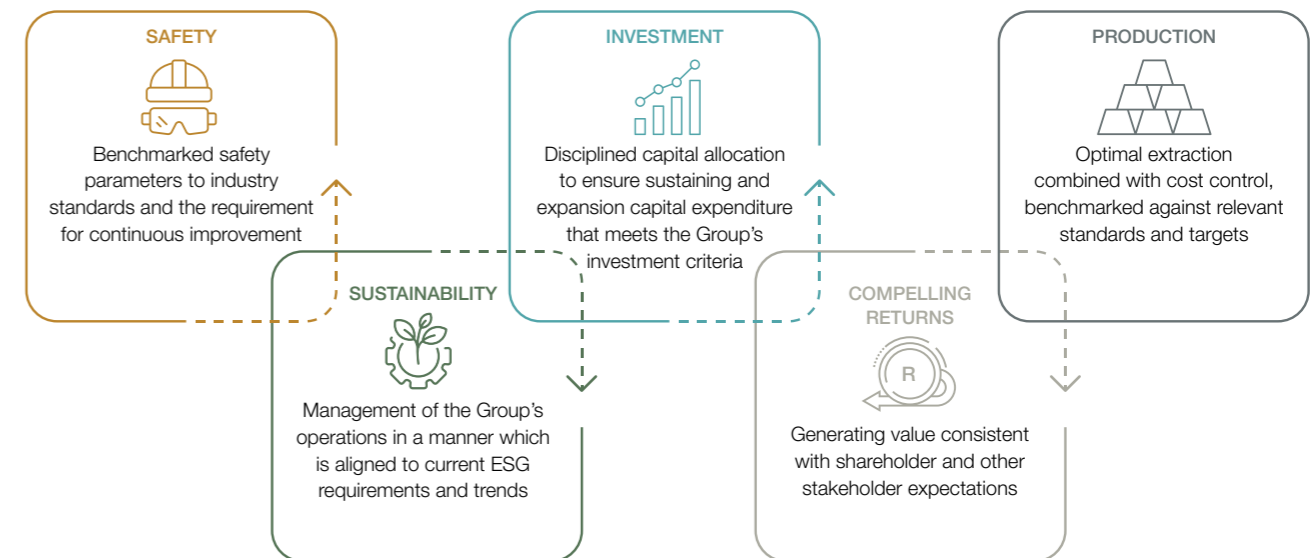 SAFETY
Benchmarked safety
parameters to industry
standards and the requirement
for continuous improvement
SUSTAINABILITY
Management of the Group’s
operations in a manner which
is aligned to current ESG
requirements and trends
INVESTMENT
Disciplined capital allocation
to ensure sustaining and
expansion capital expenditure
that meets the Group’s
investment criteria
COMPELLING
RETURNS
R
Generating value consistent
with shareholder and other
stakeholder expectations
PRODUCTION
Optimal extraction
combined with cost control,
benchmarked against relevant
standards and targets